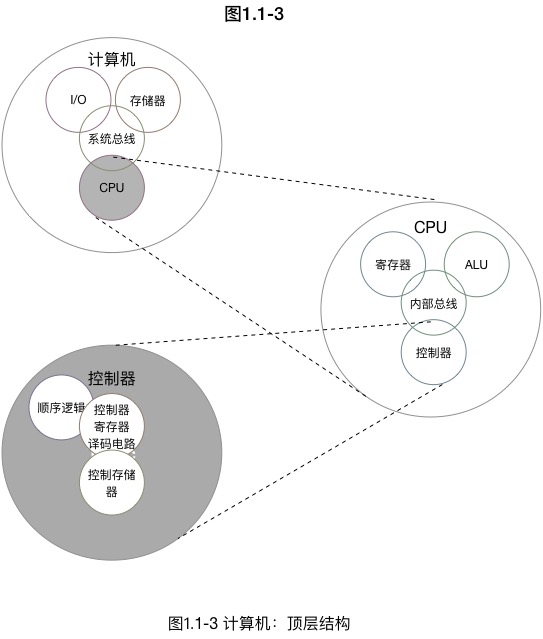 图1.1-3
计算机
I/O
存储器
系统总线
CPU
CPU
寄存器
ALU
内部总线
控制器
控制器
顺序逻辑
控制器
寄存器
译码电路
控制存储
器
图1.1-3 计算机：顶层结构